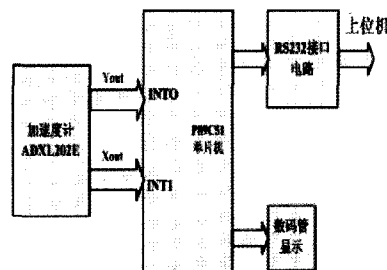 上位机
RS232接口
电路
Yout
INT0
加速度计
ADXL202E
P89C51
单片机
Xout
INT1
数码管
显示